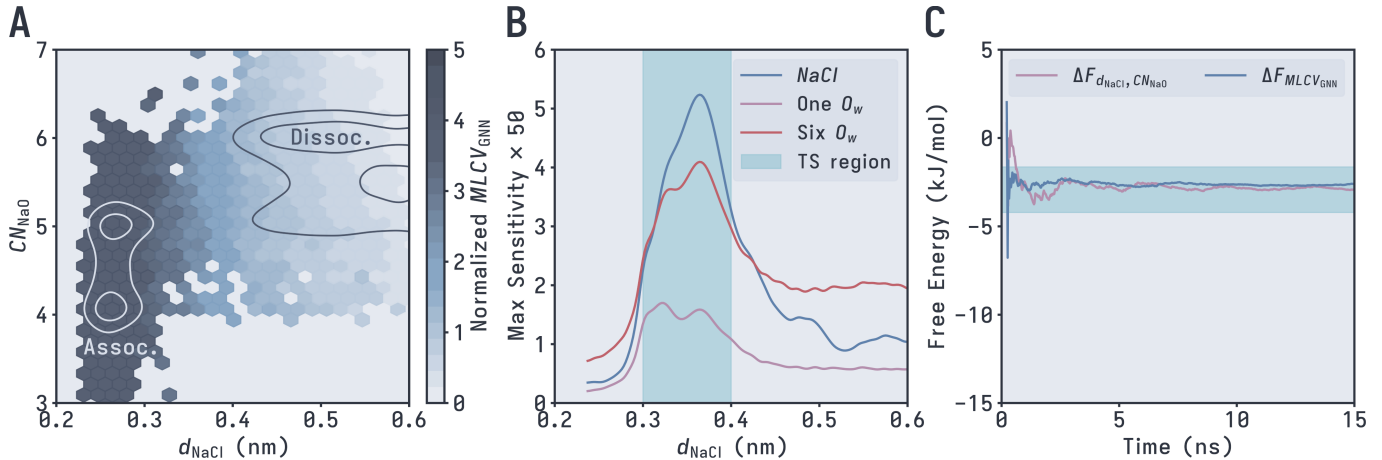 A
7
6
5
4
3
CN_NaO
0.2
0.3
0.4
0.5
0.6
d_NaCl (nm)
Dissoc.
Assoc.
5
4
3
2
1
0
Normalized MLCV_GNN
B
6
5
4
3
2
1
0
Max Sensitivity × 50
0.2
0.3
0.4
0.5
0.6
d_NaCl (nm)
NaCl
One O_w
Six O_w
TS region
C
5
0
−5
−10
−15
Free Energy (kJ/mol)
0
5
10
15
Time (ns)
ΔF_d_NaCl, CN_NaO
ΔF_MLCV_GNN